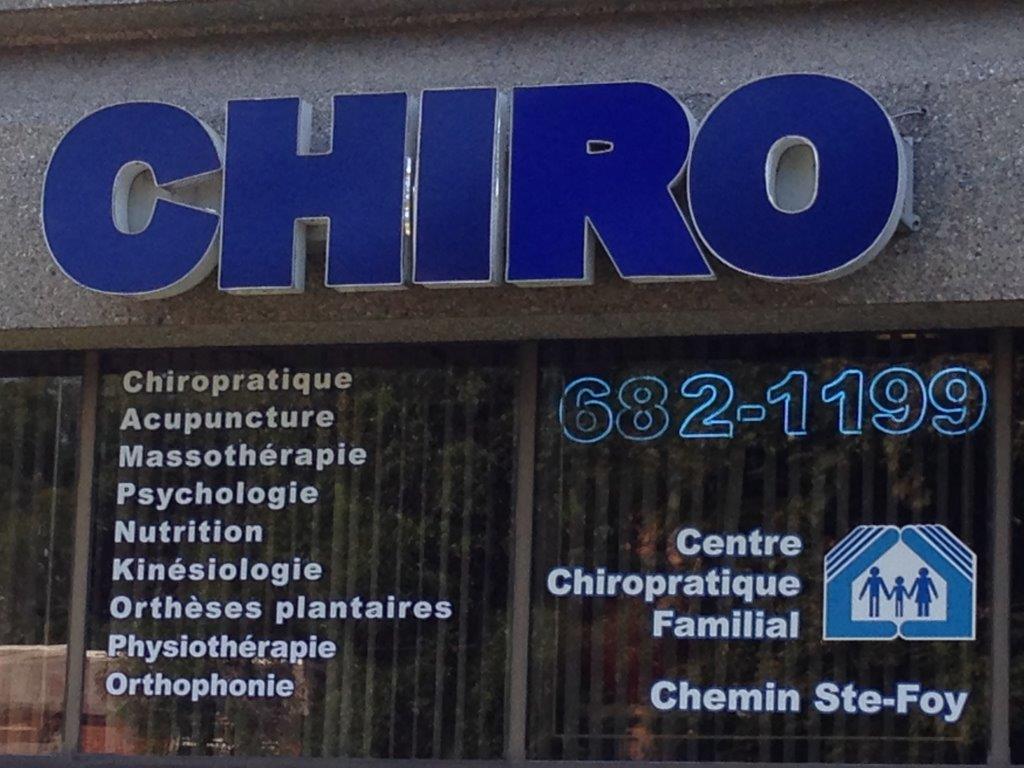 CHIRO
Chiropratique
Acupuncture
Massothérapie
Psychologie
Nutrition
Kinésiologie
Orthèses plantaires
Physiothérapie
Orthophonie
682-1199
Centre
Chiropratique
Familial
Chemin Ste-Foy